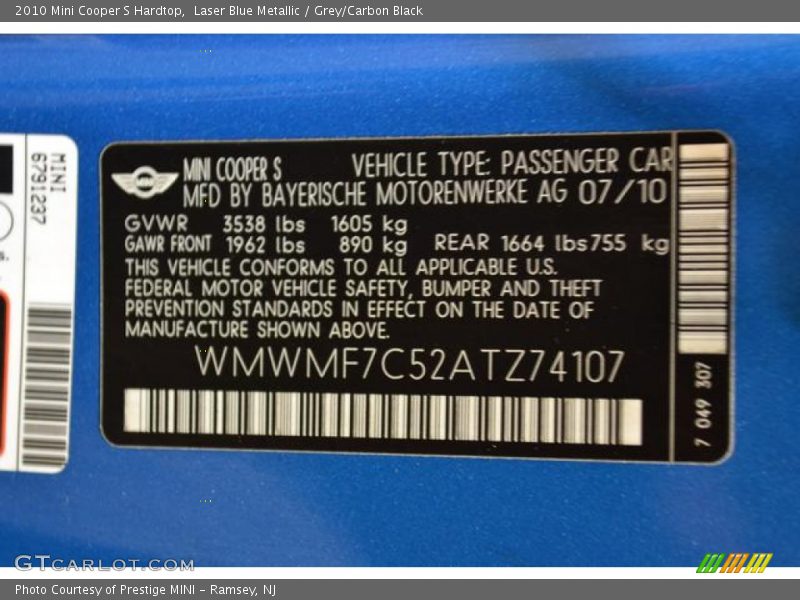 2010 Mini Cooper S Hardtop, Laser Blue Metallic / Grey/Carbon Black
MINI
6791237
MINI COOPER S VEHICLE TYPE: PASSENGER CAR
MFD BY BAYERISCHE MOTORENWERKE AG 07/10
GVWR 3538 lbs 1605 kg
GAWR FRONT 1962 lbs 890 kg REAR 1664 lbs 755 kg
THIS VEHICLE CONFORMS TO ALL APPLICABLE U.S.
FEDERAL MOTOR VEHICLE SAFETY, BUMPER AND THEFT
PREVENTION STANDARDS IN EFFECT ON THE DATE OF
MANUFACTURE SHOWN ABOVE.
WMWMF7C52ATZ74107
7 049 307
GTCARLOT.COM
Photo Courtesy of Prestige MINI - Ramsey, NJ